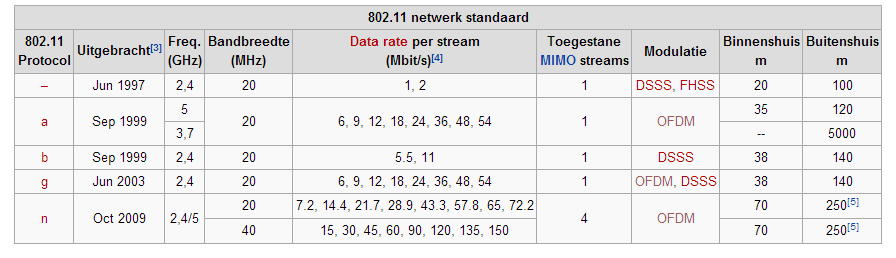 802.11 netwerk standaard
802.11 Protocol Uitgebracht[3] Freq. (GHz) Bandbreedte (MHz) Data rate per stream (Mbit/s)[4] Toegestane MIMO streams Modulatie Binnenshuis m Buitenshuis m
– Jun 1997 2,4 20 1, 2 1 DSSS, FHSS 20 100
a Sep 1999 5 20 6, 9, 12, 18, 24, 36, 48, 54 1 OFDM 35 120
3,7 -- 5000
b Sep 1999 2,4 20 5.5, 11 1 DSSS 38 140
g Jun 2003 2,4 20 6, 9, 12, 18, 24, 36, 48, 54 1 OFDM, DSSS 38 140
n Oct 2009 2,4/5 20 7.2, 14.4, 21.7, 28.9, 43.3, 57.8, 65, 72.2 4 OFDM 70 250[5]
40 15, 30, 45, 60, 90, 120, 135, 150 70 250[5]